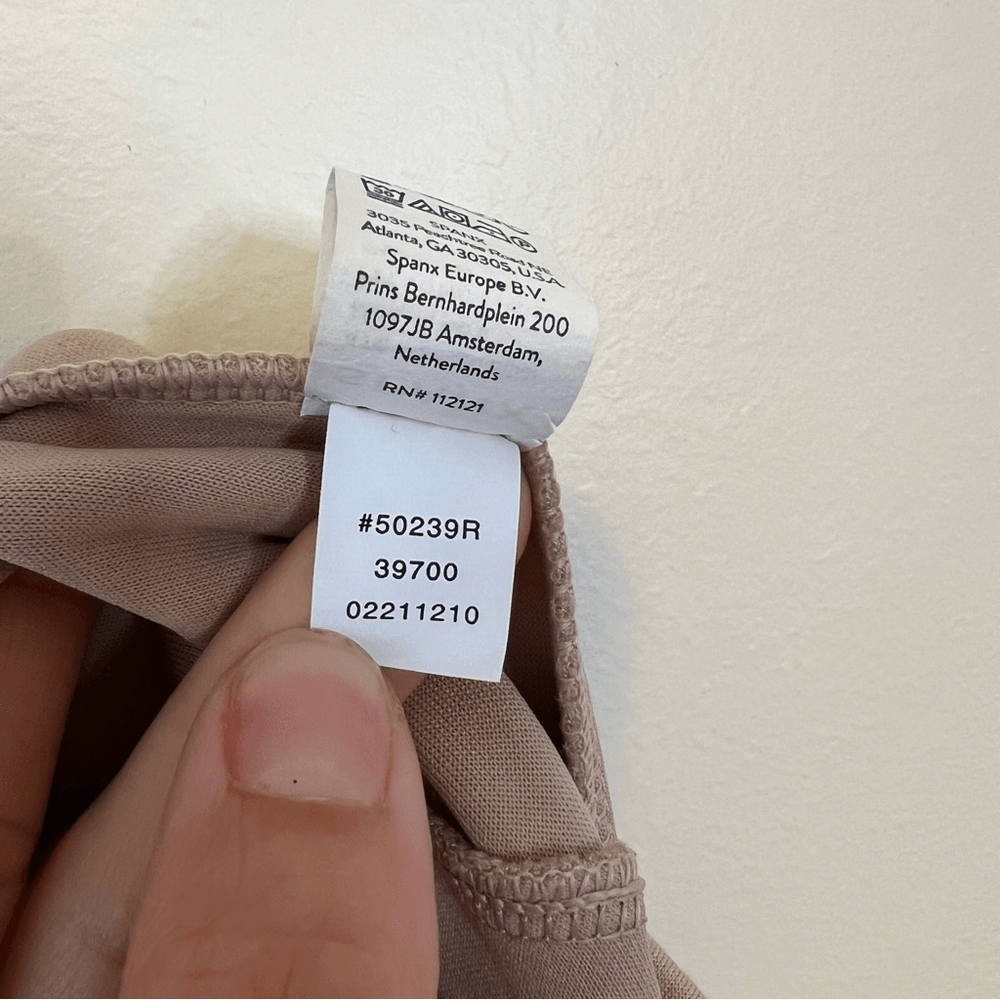 30
SPANX
3035 Peachtree Road NE
Atlanta, GA 30305, U.S.A
Spanx Europe B.V.
Prins Bernhardplein 200
1097JB Amsterdam,
Netherlands
RN# 112121
#50239R
39700
02211210